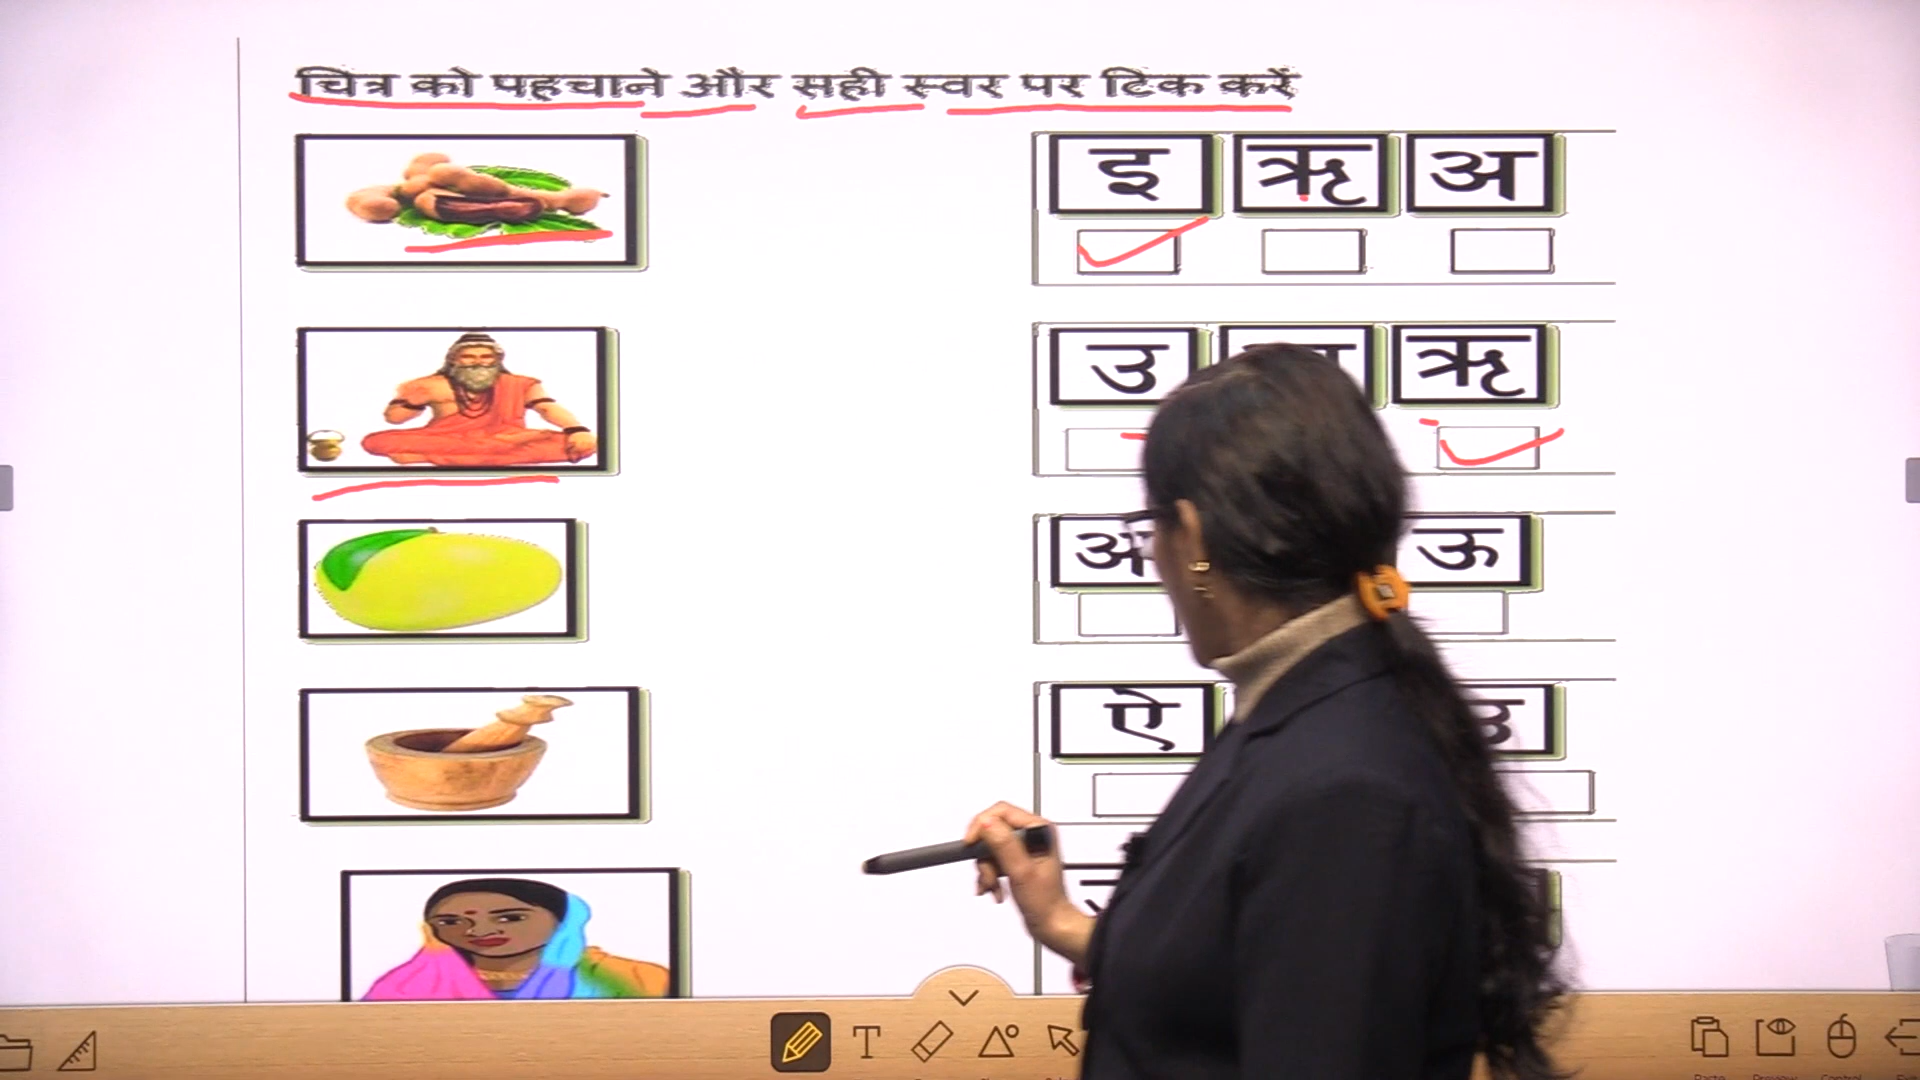 चित्र को पहचाने और सही स्वर पर टिक करें
इ ऋ अ
उ ऋ
ऊ
ऐ उ
T